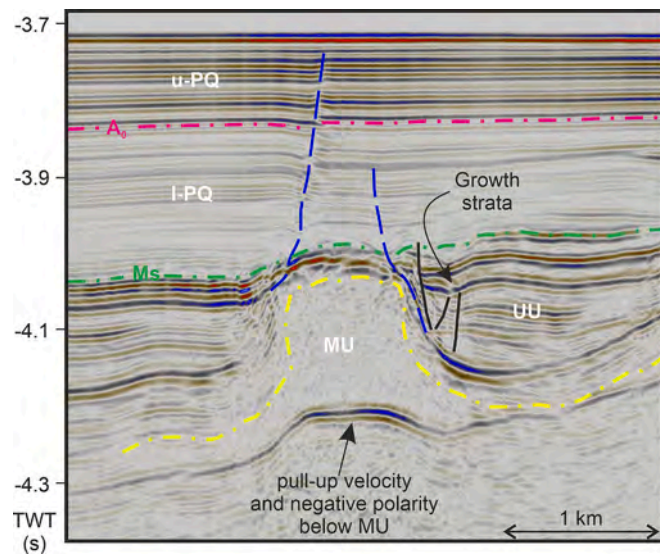 -3.7
u-PQ
A₀
-3.9
l-PQ
Growth
strata
Ms
UU
-4.1
MU
-4.3
pull-up velocity
and negative polarity
below MU
1 km
TWT
(s)